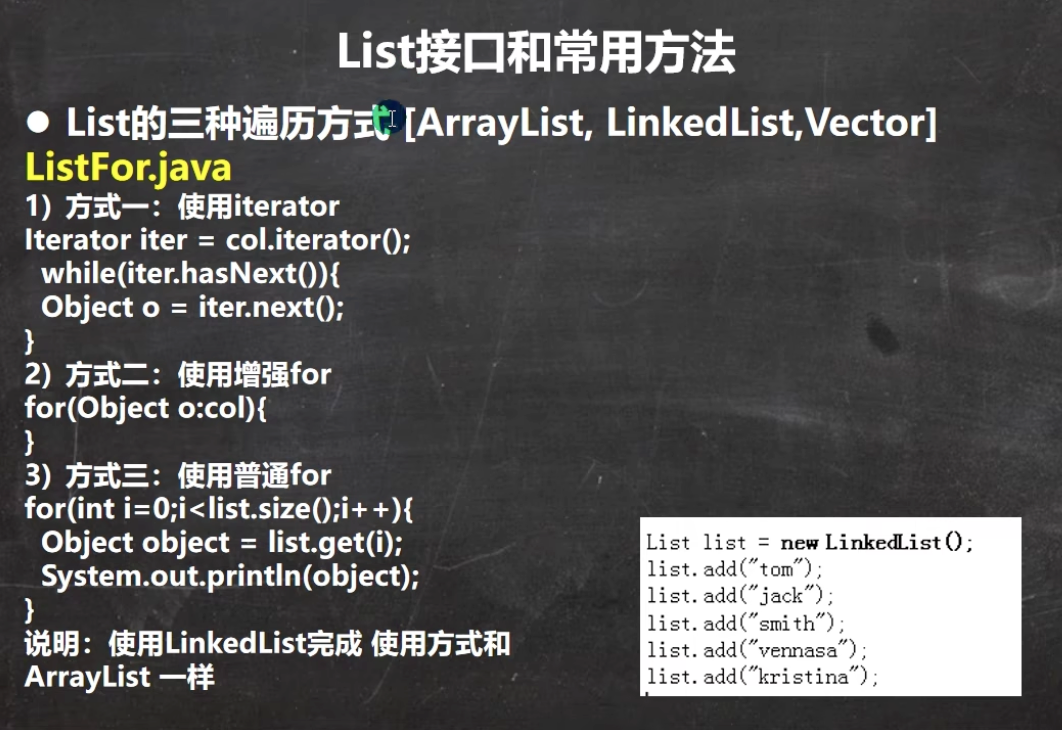 List接口和常用方法
● List的三种遍历方式 [ArrayList, LinkedList,Vector]
ListFor.java
1) 方式一：使用iterator
Iterator iter = col.iterator();
while(iter.hasNext()){
Object o = iter.next();
}
2) 方式二：使用增强for
for(Object o:col){
}
3) 方式三：使用普通for
for(int i=0;i<list.size();i++){
Object object = list.get(i);
System.out.println(object);
}
说明：使用LinkedList完成 使用方式和
ArrayList 一样
List list = new LinkedList();
list.add("tom");
list.add("jack");
list.add("smith");
list.add("vennasa");
list.add("kristina");